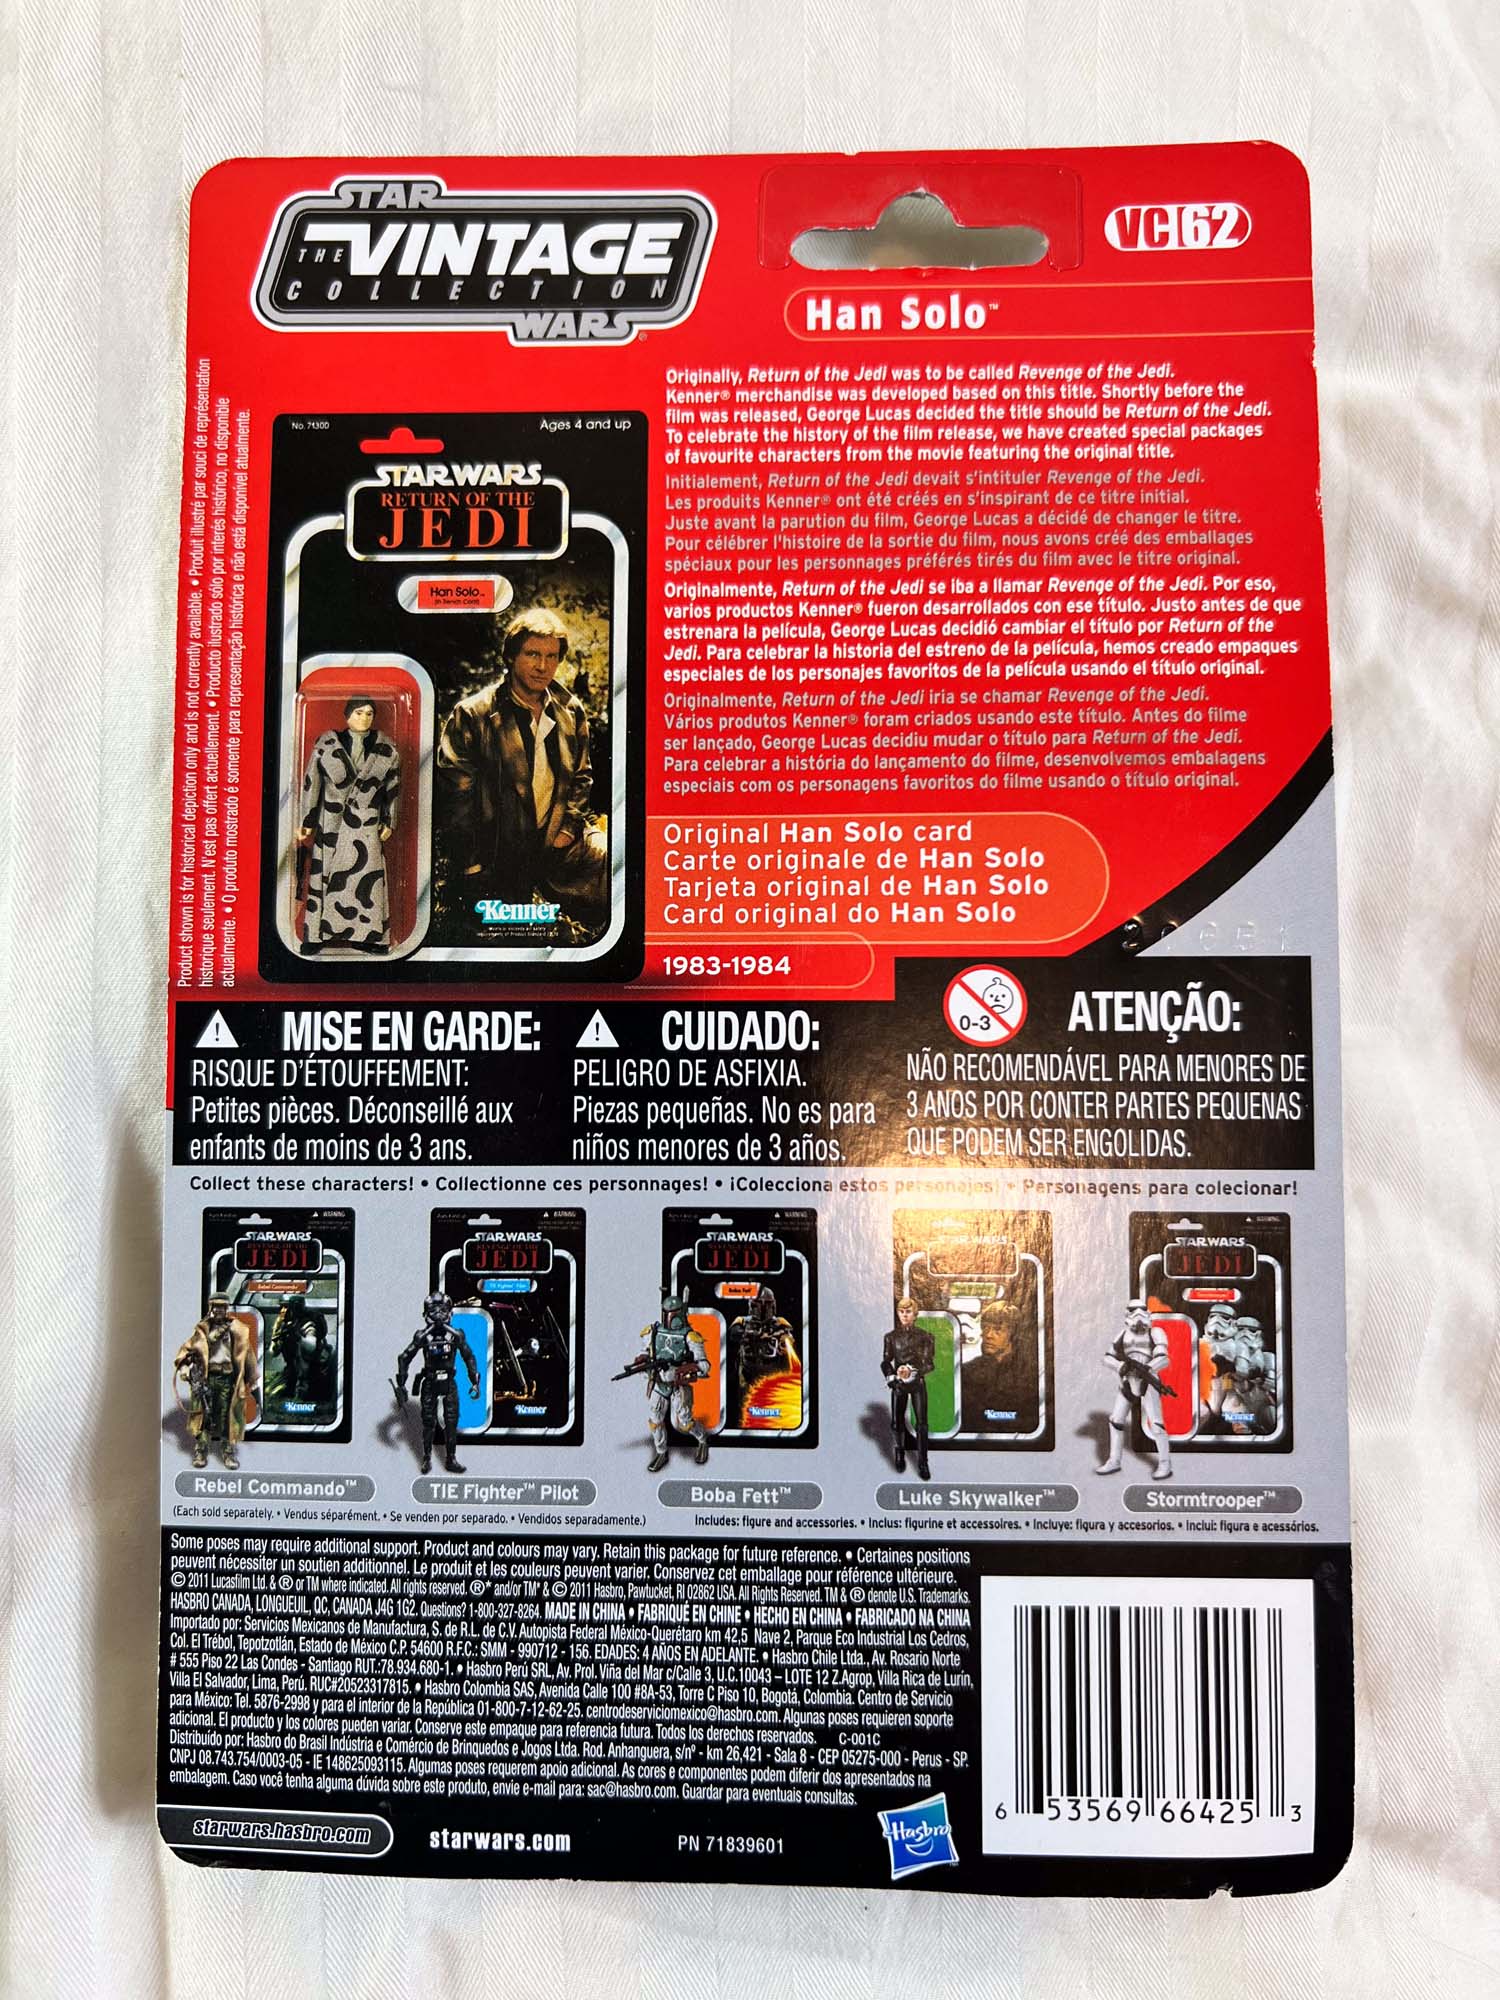 STAR
THE VINTAGE
COLLECTION
WARS®
VC62
Han Solo™
Originally, Return of the Jedi was to be called Revenge of the Jedi.
Kenner® merchandise was developed based on this title. Shortly before the
film was released, George Lucas decided the title should be Return of the Jedi.
To celebrate the history of the film release, we have created special packages
of favourite characters from the movie featuring the original title.
Initialement, Return of the Jedi devait s'intituler Revenge of the Jedi.
Les produits Kenner® ont été créés en s'inspirant de ce titre initial.
Juste avant la parution du film, George Lucas a décidé de changer le titre.
Pour célébrer l'histoire de la sortie du film, nous avons créé des emballages
spéciaux pour les personnages préférés tirés du film avec le titre original.
Originalmente, Return of the Jedi se iba a llamar Revenge of the Jedi. Por eso,
varios productos Kenner® fueron desarrollados con ese título. Justo antes de que
estrenara la película, George Lucas decidió cambiar el título por Return of the
Jedi. Para celebrar la historia del estreno de la película, hemos creado empaques
especiales de los personajes favoritos de la película usando el título original.
Originalmente, Return of the Jedi iria se chamar Revenge of the Jedi.
Vários produtos Kenner® foram criados usando este título. Antes do filme
ser lançado, George Lucas decidiu mudar o título para Return of the Jedi.
Para celebrar a história do lançamento do filme, desenvolvemos embalagens
especiais com os personagens favoritos do filme usando o título original.
Product shown is for historical depiction only and is not currently available. • Produit illustré par souci de représentation
historique seulement. N'est pas offert actuellement. • Producto ilustrado sólo por interés histórico, no disponible
actualmente. • O produto mostrado é somente para representação histórica e não está disponível atualmente.
No. 71300
Ages 4 and up
STAR WARS
RETURN OF THE
JEDI
Han Solo™
(in Trench Coat)
Kenner
Original Han Solo card
Carte originale de Han Solo
Tarjeta original de Han Solo
Card original do Han Solo
1983-1984
MISE EN GARDE:
RISQUE D'ÉTOUFFEMENT:
Petites pièces. Déconseillé aux
enfants de moins de 3 ans.
CUIDADO:
PELIGRO DE ASFIXIA.
Piezas pequeñas. No es para
niños menores de 3 años.
0-3
ATENÇÃO:
NÃO RECOMENDÁVEL PARA MENORES DE
3 ANOS POR CONTER PARTES PEQUENAS
QUE PODEM SER ENGOLIDAS.
Collect these characters! • Collectionne ces personnages! • ¡Colecciona estos personajes! • Personagens para colecionar!
STAR WARS
JEDI
Rebel Commando
Kenner
STAR WARS
JEDI
TIE Fighter Pilot
Kenner
STAR WARS
JEDI
Boba Fett
Kenner
STAR WARS
Kenner
STAR WARS
JEDI
Kenner
Rebel Commando™
TIE Fighter™ Pilot
Boba Fett™
Luke Skywalker™
Stormtrooper™
(Each sold separately. • Vendus séparément. • Se venden por separado. • Vendidos separadamente.)
Includes: figure and accessories. • Inclus: figurine et accessoires. • Incluye: figura y accesorios. • Inclui: figura e acessórios.
Some poses may require additional support. Product and colours may vary. Retain this package for future reference. • Certaines positions
peuvent nécessiter un soutien additionnel. Le produit et les couleurs peuvent varier. Conservez cet emballage pour référence ultérieure.
© 2011 Lucasfilm Ltd. & ® or TM where indicated. All rights reserved. ®* and/or TM* & © 2011 Hasbro, Pawtucket, RI 02862 USA. All Rights Reserved. TM & ® denote U.S. Trademarks.
HASBRO CANADA, LONGUEUIL, QC, CANADA J4G 1G2. Questions? 1-800-327-8264. MADE IN CHINA • FABRIQUÉ EN CHINE • HECHO EN CHINA • FABRICADO NA CHINA
Importado por: Servicios Mexicanos de Manufactura, S. de R.L. de C.V. Autopista Federal México-Querétaro km 42,5 Nave 2, Parque Eco Industrial Los Cedros,
Col. El Trébol, Tepotzotlán, Estado de México C.P. 54600 R.F.C.: SMM - 990712 - 156. EDADES: 4 AÑOS EN ADELANTE. • Hasbro Chile Ltda., Av. Rosario Norte
# 555 Piso 22 Las Condes - Santiago RUT.:78.934.680-1. • Hasbro Perú SRL, Av. Prol. Viña del Mar c/Calle 3, U.C.10043 – LOTE 12 Z.Agrop, Villa Rica de Lurín,
Villa El Salvador, Lima, Perú. RUC#20523317815. • Hasbro Colombia SAS, Avenida Calle 100 #8A-53, Torre C Piso 10, Bogotá, Colombia. Centro de Servicio
para México: Tel. 5876-2998 y para el interior de la República 01-800-7-12-62-25. centrodeserviciomexico@hasbro.com. Algunas poses requieren soporte
adicional. El producto y los colores pueden variar. Conserve este empaque para referencia futura. Todos los derechos reservados. C-001C
Distribuído por: Hasbro do Brasil Indústria e Comércio de Brinquedos e Jogos Ltda. Rod. Anhanguera, s/nº - km 26,421 - Sala 8 - CEP 05275-000 - Perus - SP.
CNPJ 08.743.754/0003-05 - IE 148625093115. Algumas poses requerem apoio adicional. As cores e componentes podem diferir dos apresentados na
embalagem. Caso você tenha alguma dúvida sobre este produto, envie e-mail para: sac@hasbro.com. Guardar para eventuais consultas.
starwars.hasbro.com
starwars.com
PN 71839601
Hasbro
6 53569 66425 3